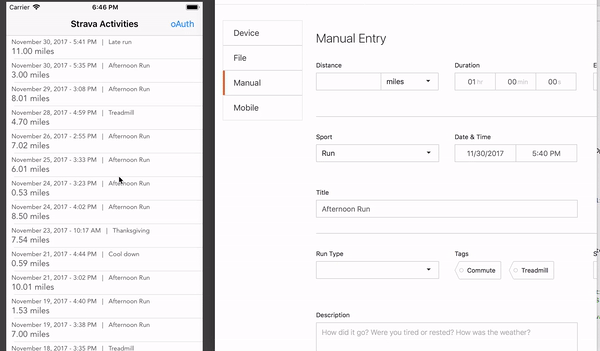 Carrier 6:46 PM
Strava Activities oAuth
November 30, 2017 - 5:41 PM | Late run
11.00 miles
November 30, 2017 - 5:35 PM | Afternoon Run
3.00 miles
November 29, 2017 - 3:08 PM | Afternoon Run
8.01 miles
November 28, 2017 - 4:59 PM | Treadmill
4.70 miles
November 26, 2017 - 2:55 PM | Afternoon Run
7.02 miles
November 25, 2017 - 3:33 PM | Afternoon Run
6.01 miles
November 24, 2017 - 3:23 PM | Afternoon Run
0.53 miles
November 24, 2017 - 4:02 PM | Afternoon Run
8.50 miles
November 23, 2017 - 10:17 AM | Thanksgiving
7.54 miles
November 21, 2017 - 4:44 PM | Cool down
0.59 miles
November 21, 2017 - 3:02 PM | Afternoon Run
10.01 miles
November 19, 2017 - 4:40 PM | Afternoon Run
1.53 miles
November 19, 2017 - 3:38 PM | Afternoon Run
7.00 miles
November 18, 2017 - 3:35 PM | Treadmill
Device
File
Manual
Mobile
Manual Entry
Distance Duration
miles 01 hr 00 min 00 s
Sport Date & Time
Run 11/30/2017 5:40 PM
Title
Afternoon Run
Run Type Tags
Commute Treadmill
Description
How did it go? Were you tired or rested? How was the weather?